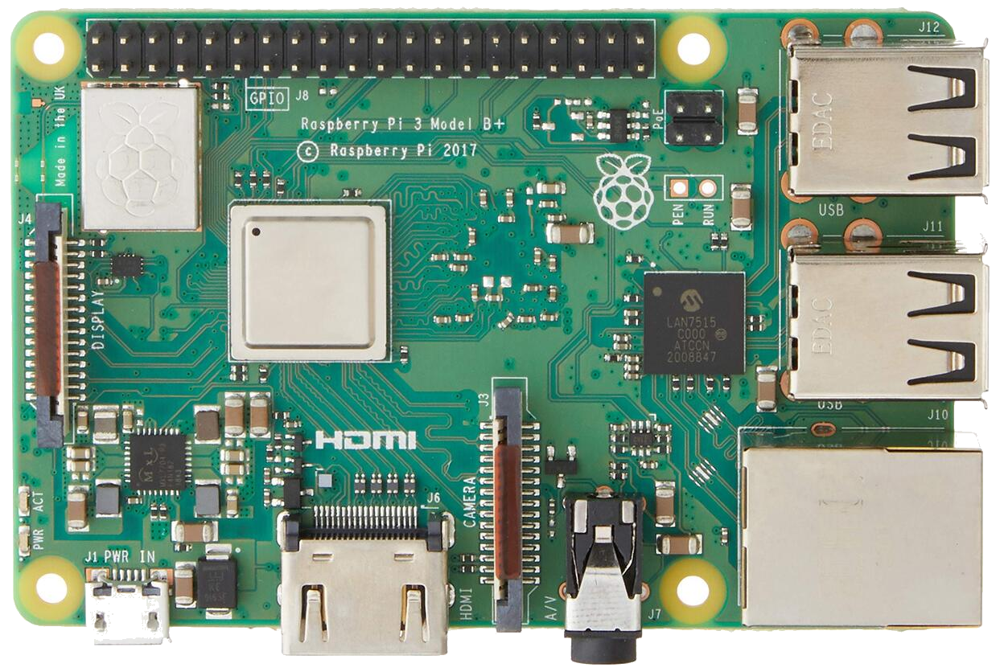 J12
GPIO
J8
Made in the UK
Raspberry Pi 3 Model B+
© Raspberry Pi 2017
PoE
EDAC
USB
PEN
RUN
J4
J11
DISPLAY
EDAC
LAN7515
C000
ATCCN
2008B47
USB
J3
J10
HDMI
MxL
CAMERA
ACT
J6
PWR
J1 PWR IN
HDMI
A/V
J7